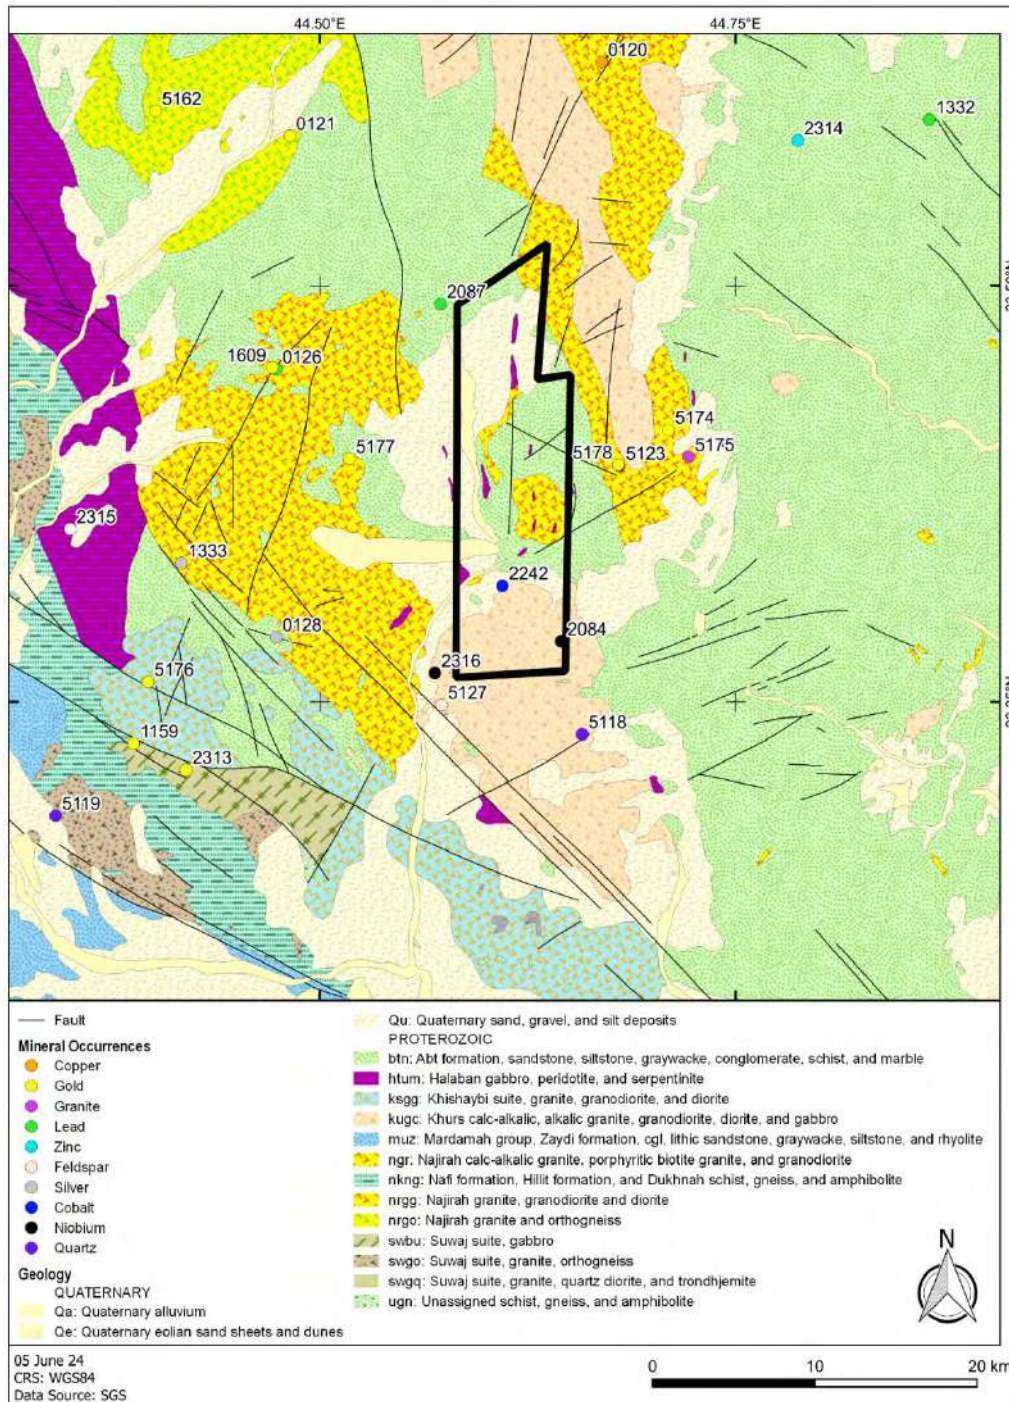 44.50°E
44.75°E
0120
5162
1332
0121
2314
2087
1609
0126
5174
5177
5178
5123
5175
2315
1333
2242
0128
2084
2316
5176
5127
5118
1159
2313
5119
Fault
Mineral Occurrences
Copper
Gold
Granite
Lead
Zinc
Feldspar
Silver
Cobalt
Niobium
Quartz
Geology
QUATERNARY
Qa: Quaternary alluvium
Qe: Quaternary eolian sand sheets and dunes
Qu: Quaternary sand, gravel, and silt deposits
PROTEROZOIC
btn: Abt formation, sandstone, siltstone, graywacke, conglomerate, schist, and marble
htum: Halaban gabbro, peridotite, and serpentinite
ksgg: Khishaybi suite, granite, granodiorite, and diorite
kugc: Khurs calc-alkalic, alkalic granite, granodiorite, diorite, and gabbro
muz: Mardamah group, Zaydi formation, cgl, lithic sandstone, graywacke, siltstone, and rhyolite
ngr: Najirah calc-alkalic granite, porphyritic biotite granite, and granodiorite
nkng: Nafi formation, Hillit formation, and Dukhnah schist, gneiss, and amphibolite
nrgg: Najirah granite, granodiorite and diorite
nrgo: Najirah granite and orthogneiss
swbu: Suwaj suite, gabbro
swgo: Suwaj suite, granite, orthogneiss
swgq: Suwaj suite, granite, quartz diorite, and trondhjemite
ugn: Unassigned schist, gneiss, and amphibolite
N
05 June 24
CRS: WGS84
Data Source: SGS
0
10
20 km